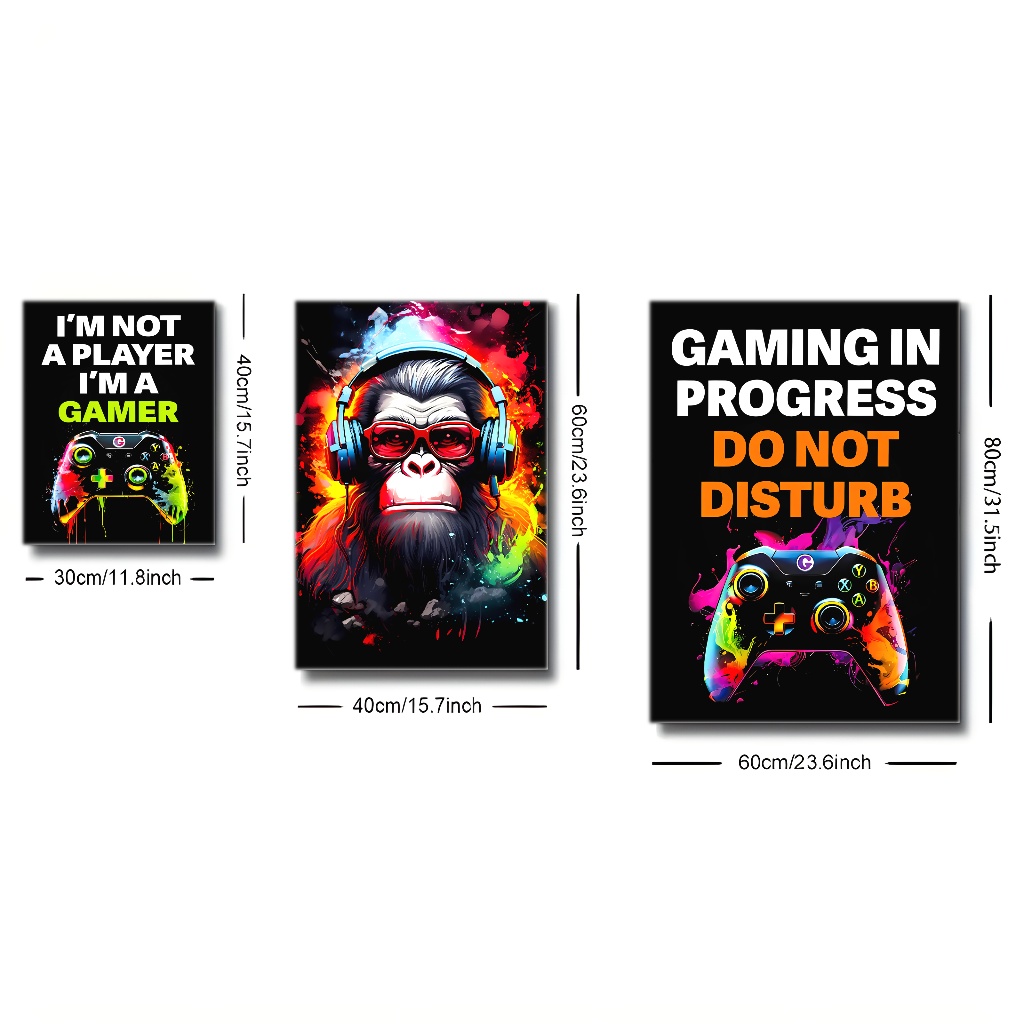 I'M NOT
A PLAYER
I'M A
GAMER
G
Y
X B
A
40cm/15.7inch
30cm/11.8inch
60cm/23.6inch
40cm/15.7inch
GAMING IN
PROGRESS
DO NOT
DISTURB
G
Y
X B
A
80cm/31.5inch
60cm/23.6inch